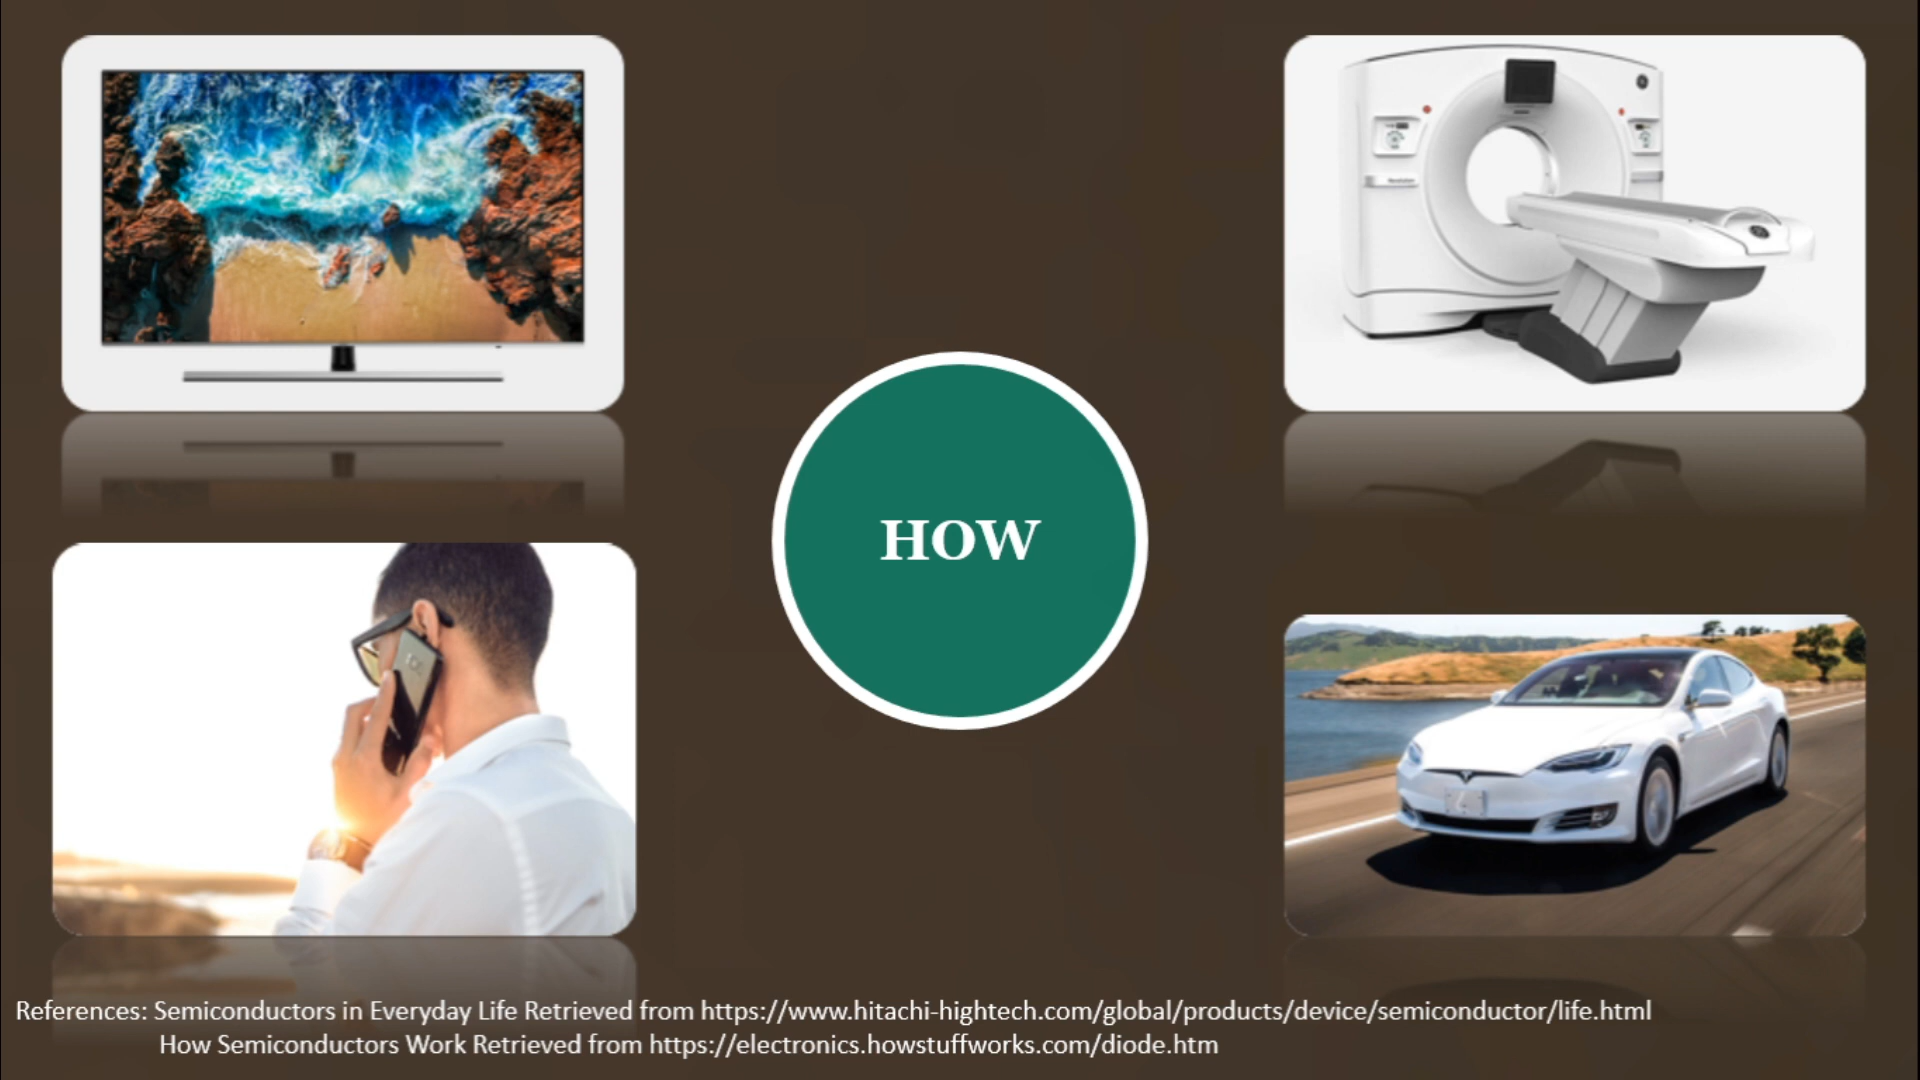 HOW
References: Semiconductors in Everyday Life Retrieved from https://www.hitachi-hightech.com/global/products/device/semiconductor/life.html
How Semiconductors Work Retrieved from https://electronics.howstuffworks.com/diode.htm